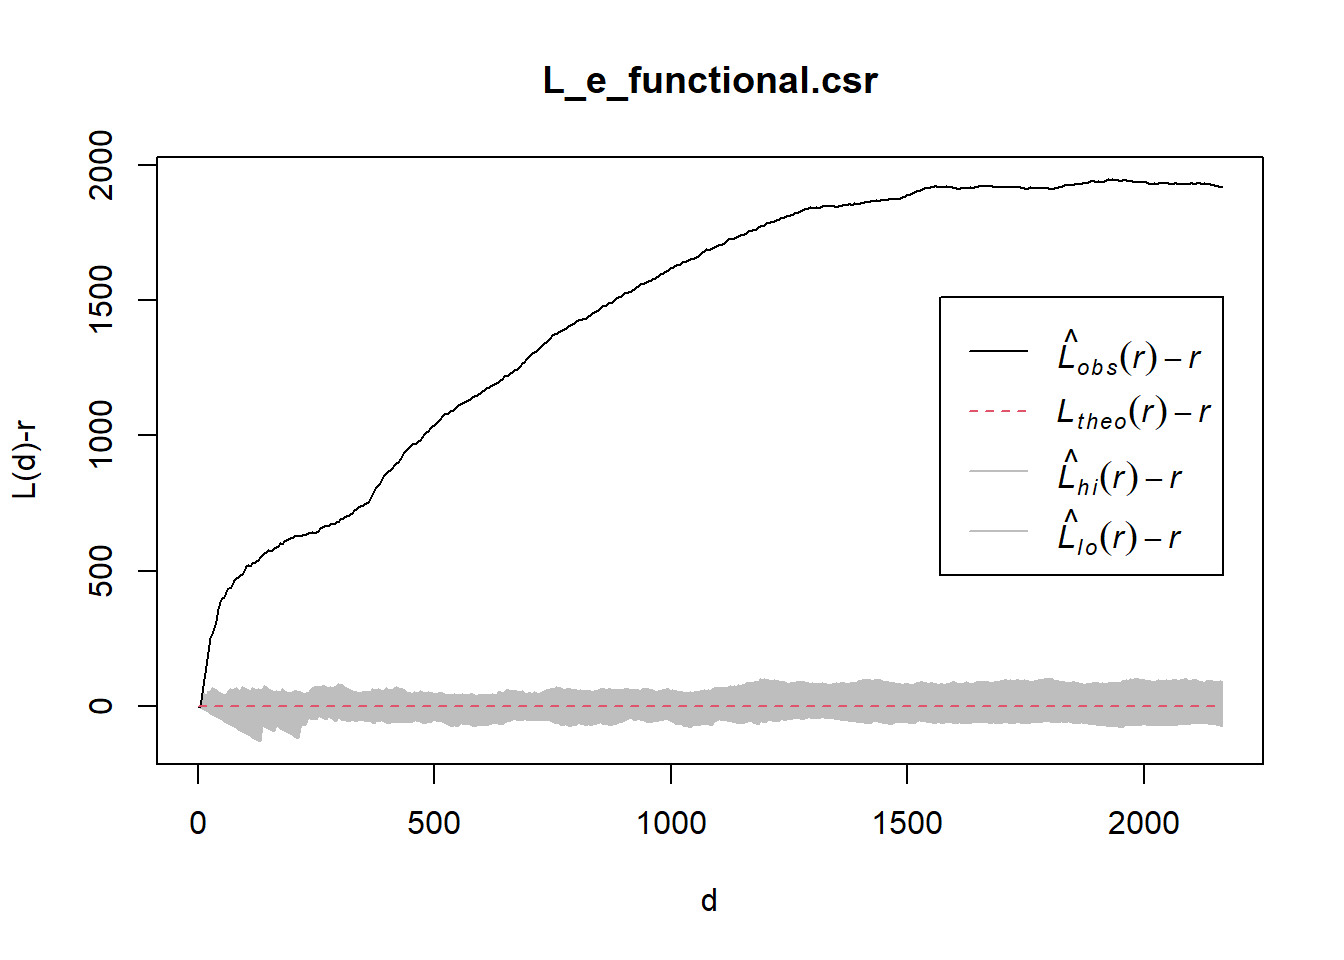 L_e_functional.csr
L(d)-r
2000
1500
1000
500
0
L̂obs(r) − r
Ltheo(r) − r
L̂hi(r) − r
L̂lo(r) − r
0 500 1000 1500 2000
d